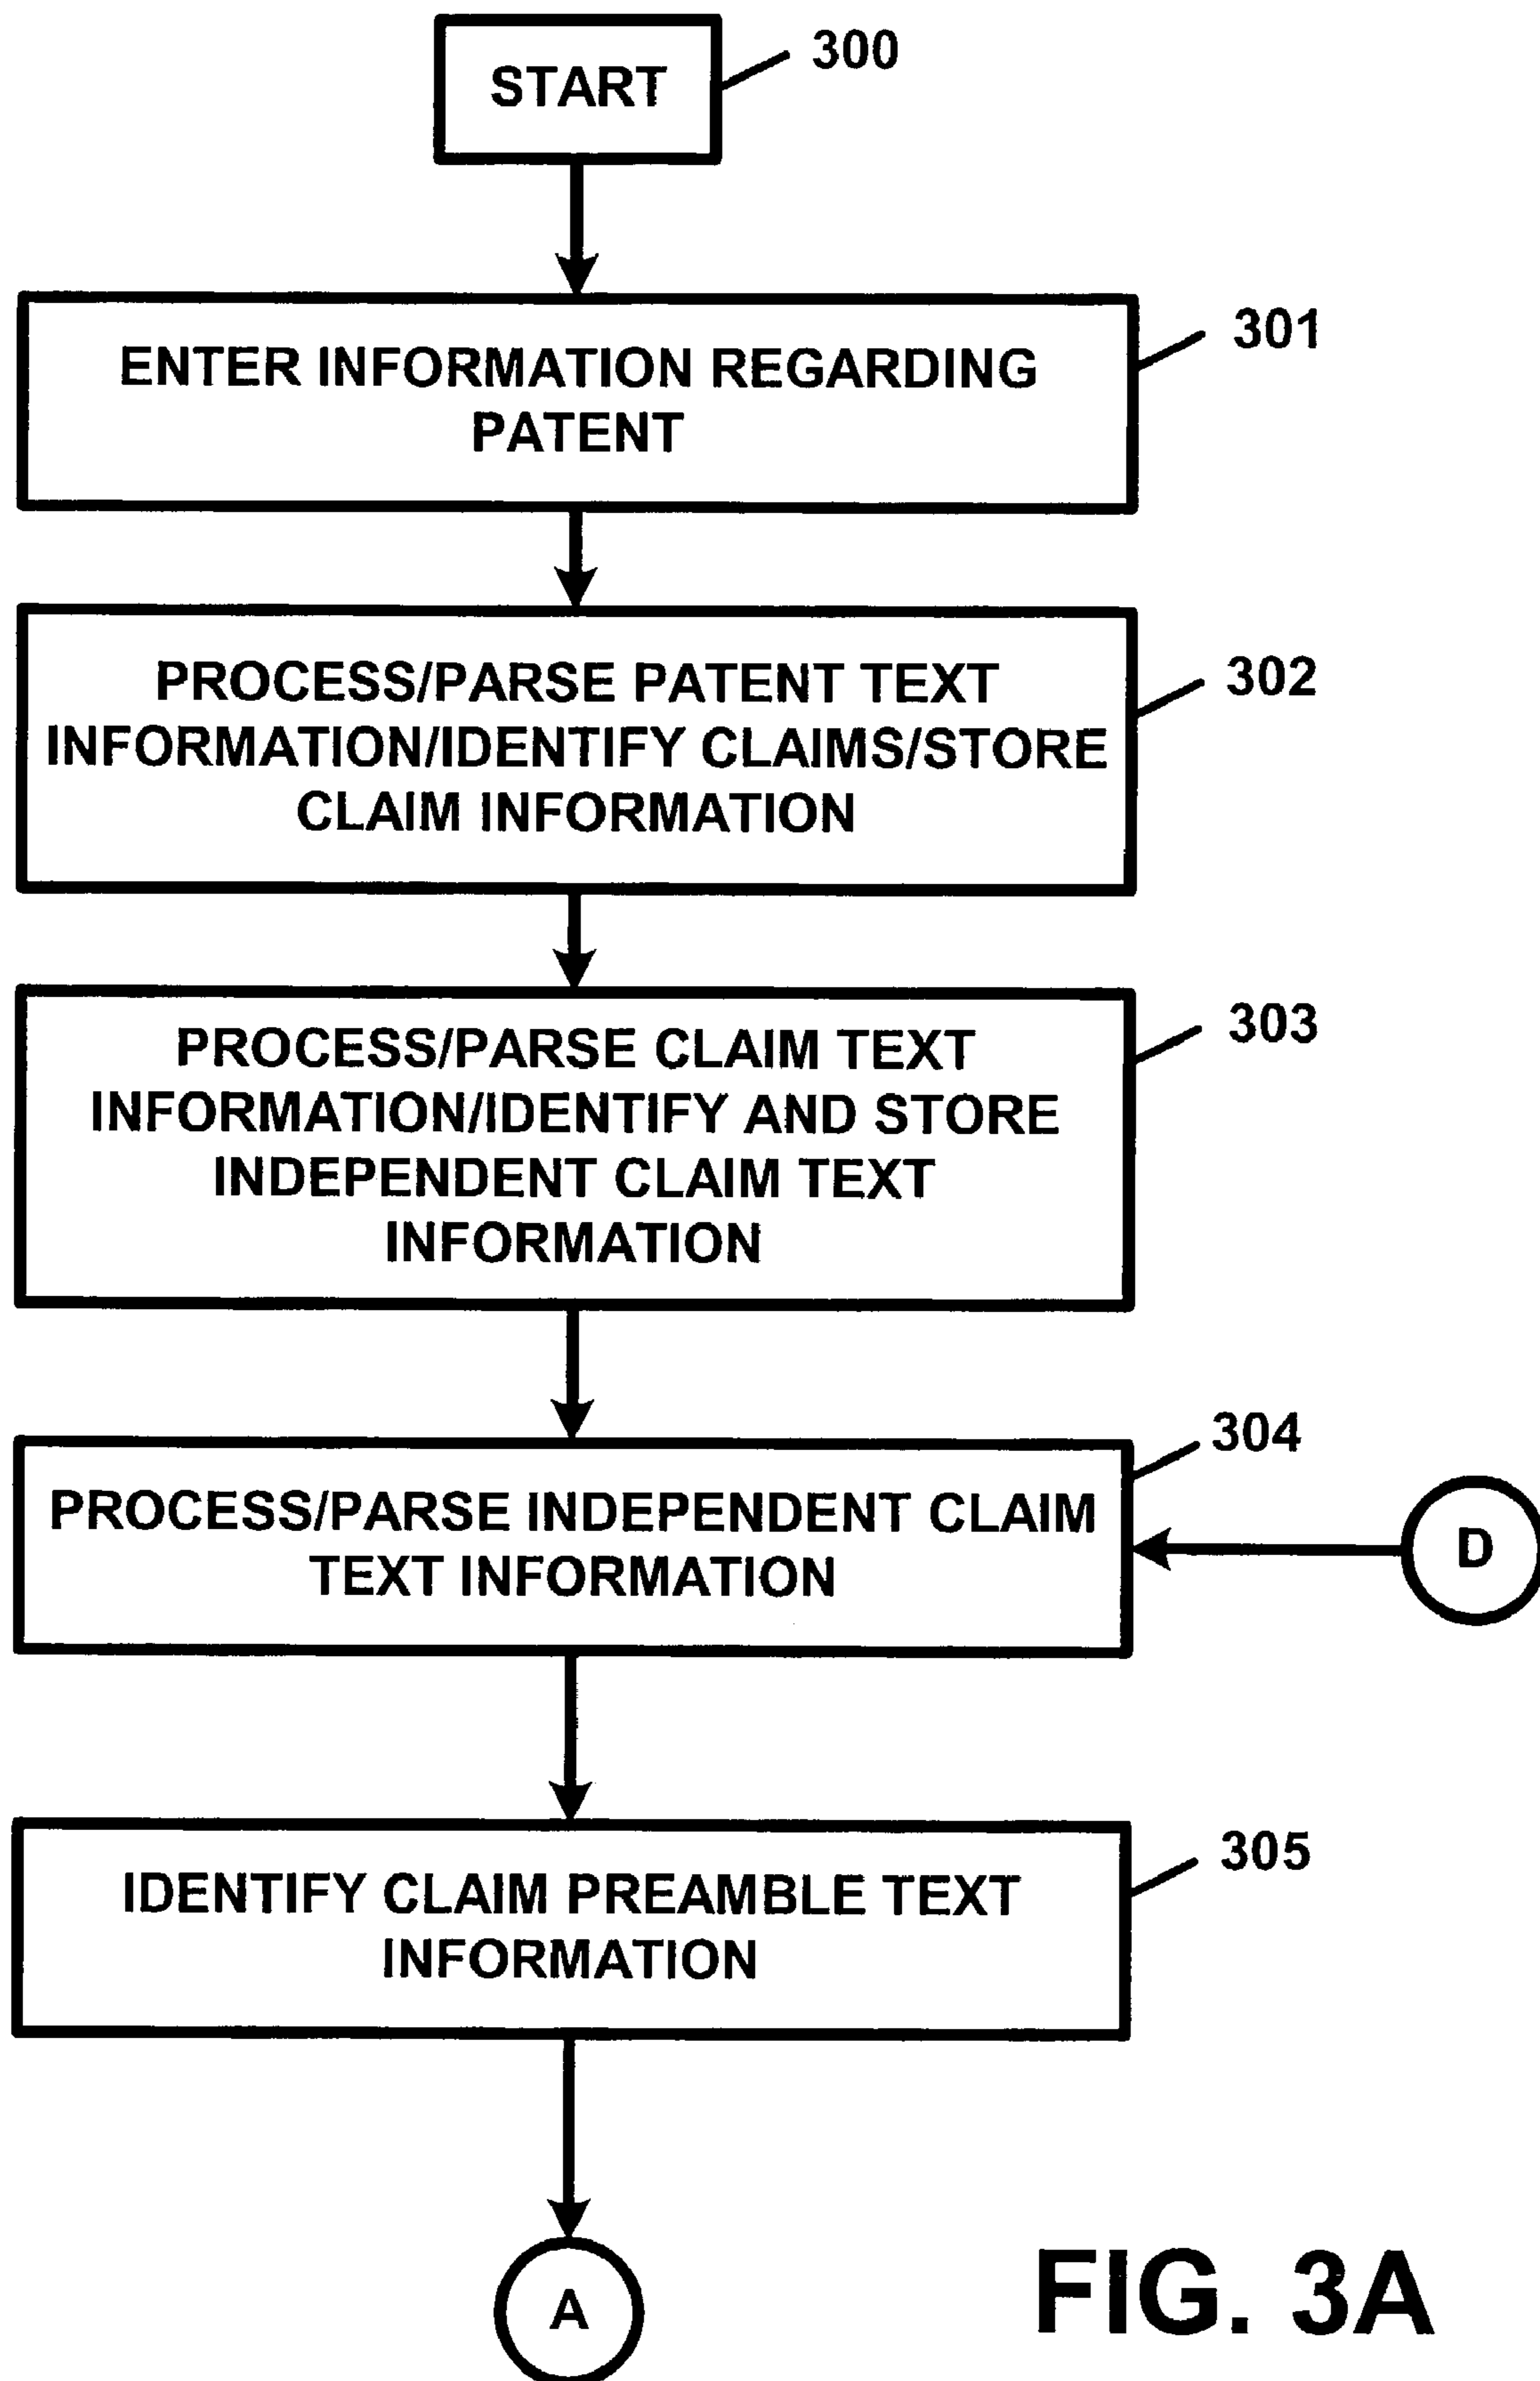 START
300
ENTER INFORMATION REGARDING
PATENT
301
PROCESS/PARSE PATENT TEXT
INFORMATION/IDENTIFY CLAIMS/STORE
CLAIM INFORMATION
302
PROCESS/PARSE CLAIM TEXT
INFORMATION/IDENTIFY AND STORE
INDEPENDENT CLAIM TEXT
INFORMATION
303
PROCESS/PARSE INDEPENDENT CLAIM
TEXT INFORMATION
304
D
IDENTIFY CLAIM PREAMBLE TEXT
INFORMATION
305
A
FIG. 3A